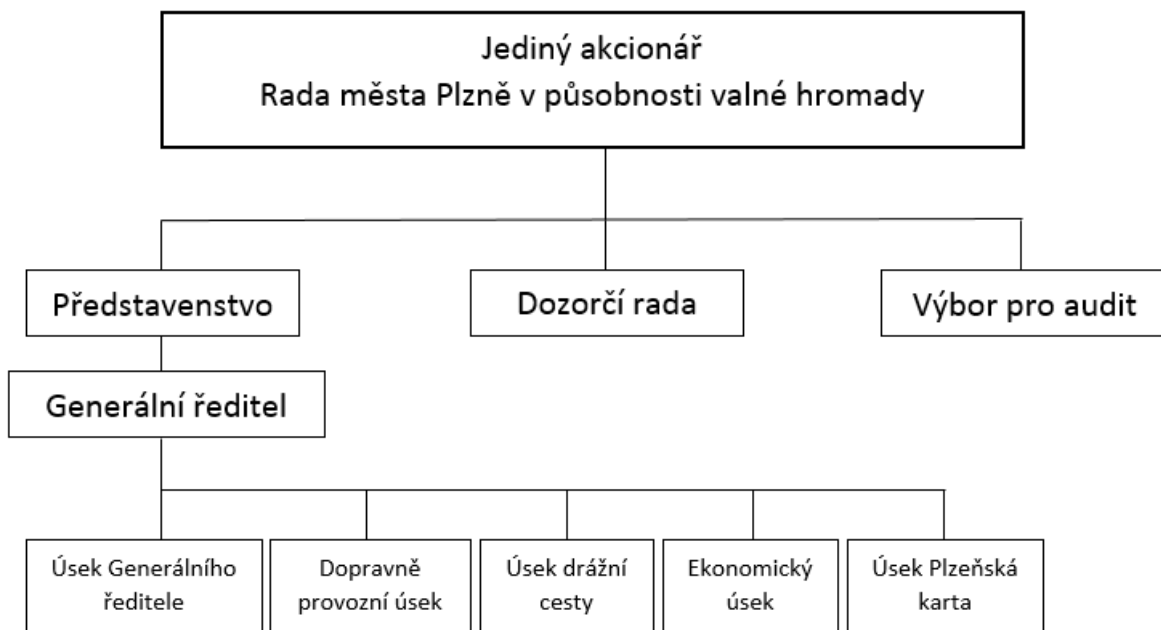 Jediný akcionář
Rada města Plzně v působnosti valné hromady
Představenstvo
Dozorčí rada
Výbor pro audit
Generální ředitel
Úsek Generálního
ředitele
Dopravně
provozní úsek
Úsek drážní
cesty
Ekonomický
úsek
Úsek Plzeňská
karta